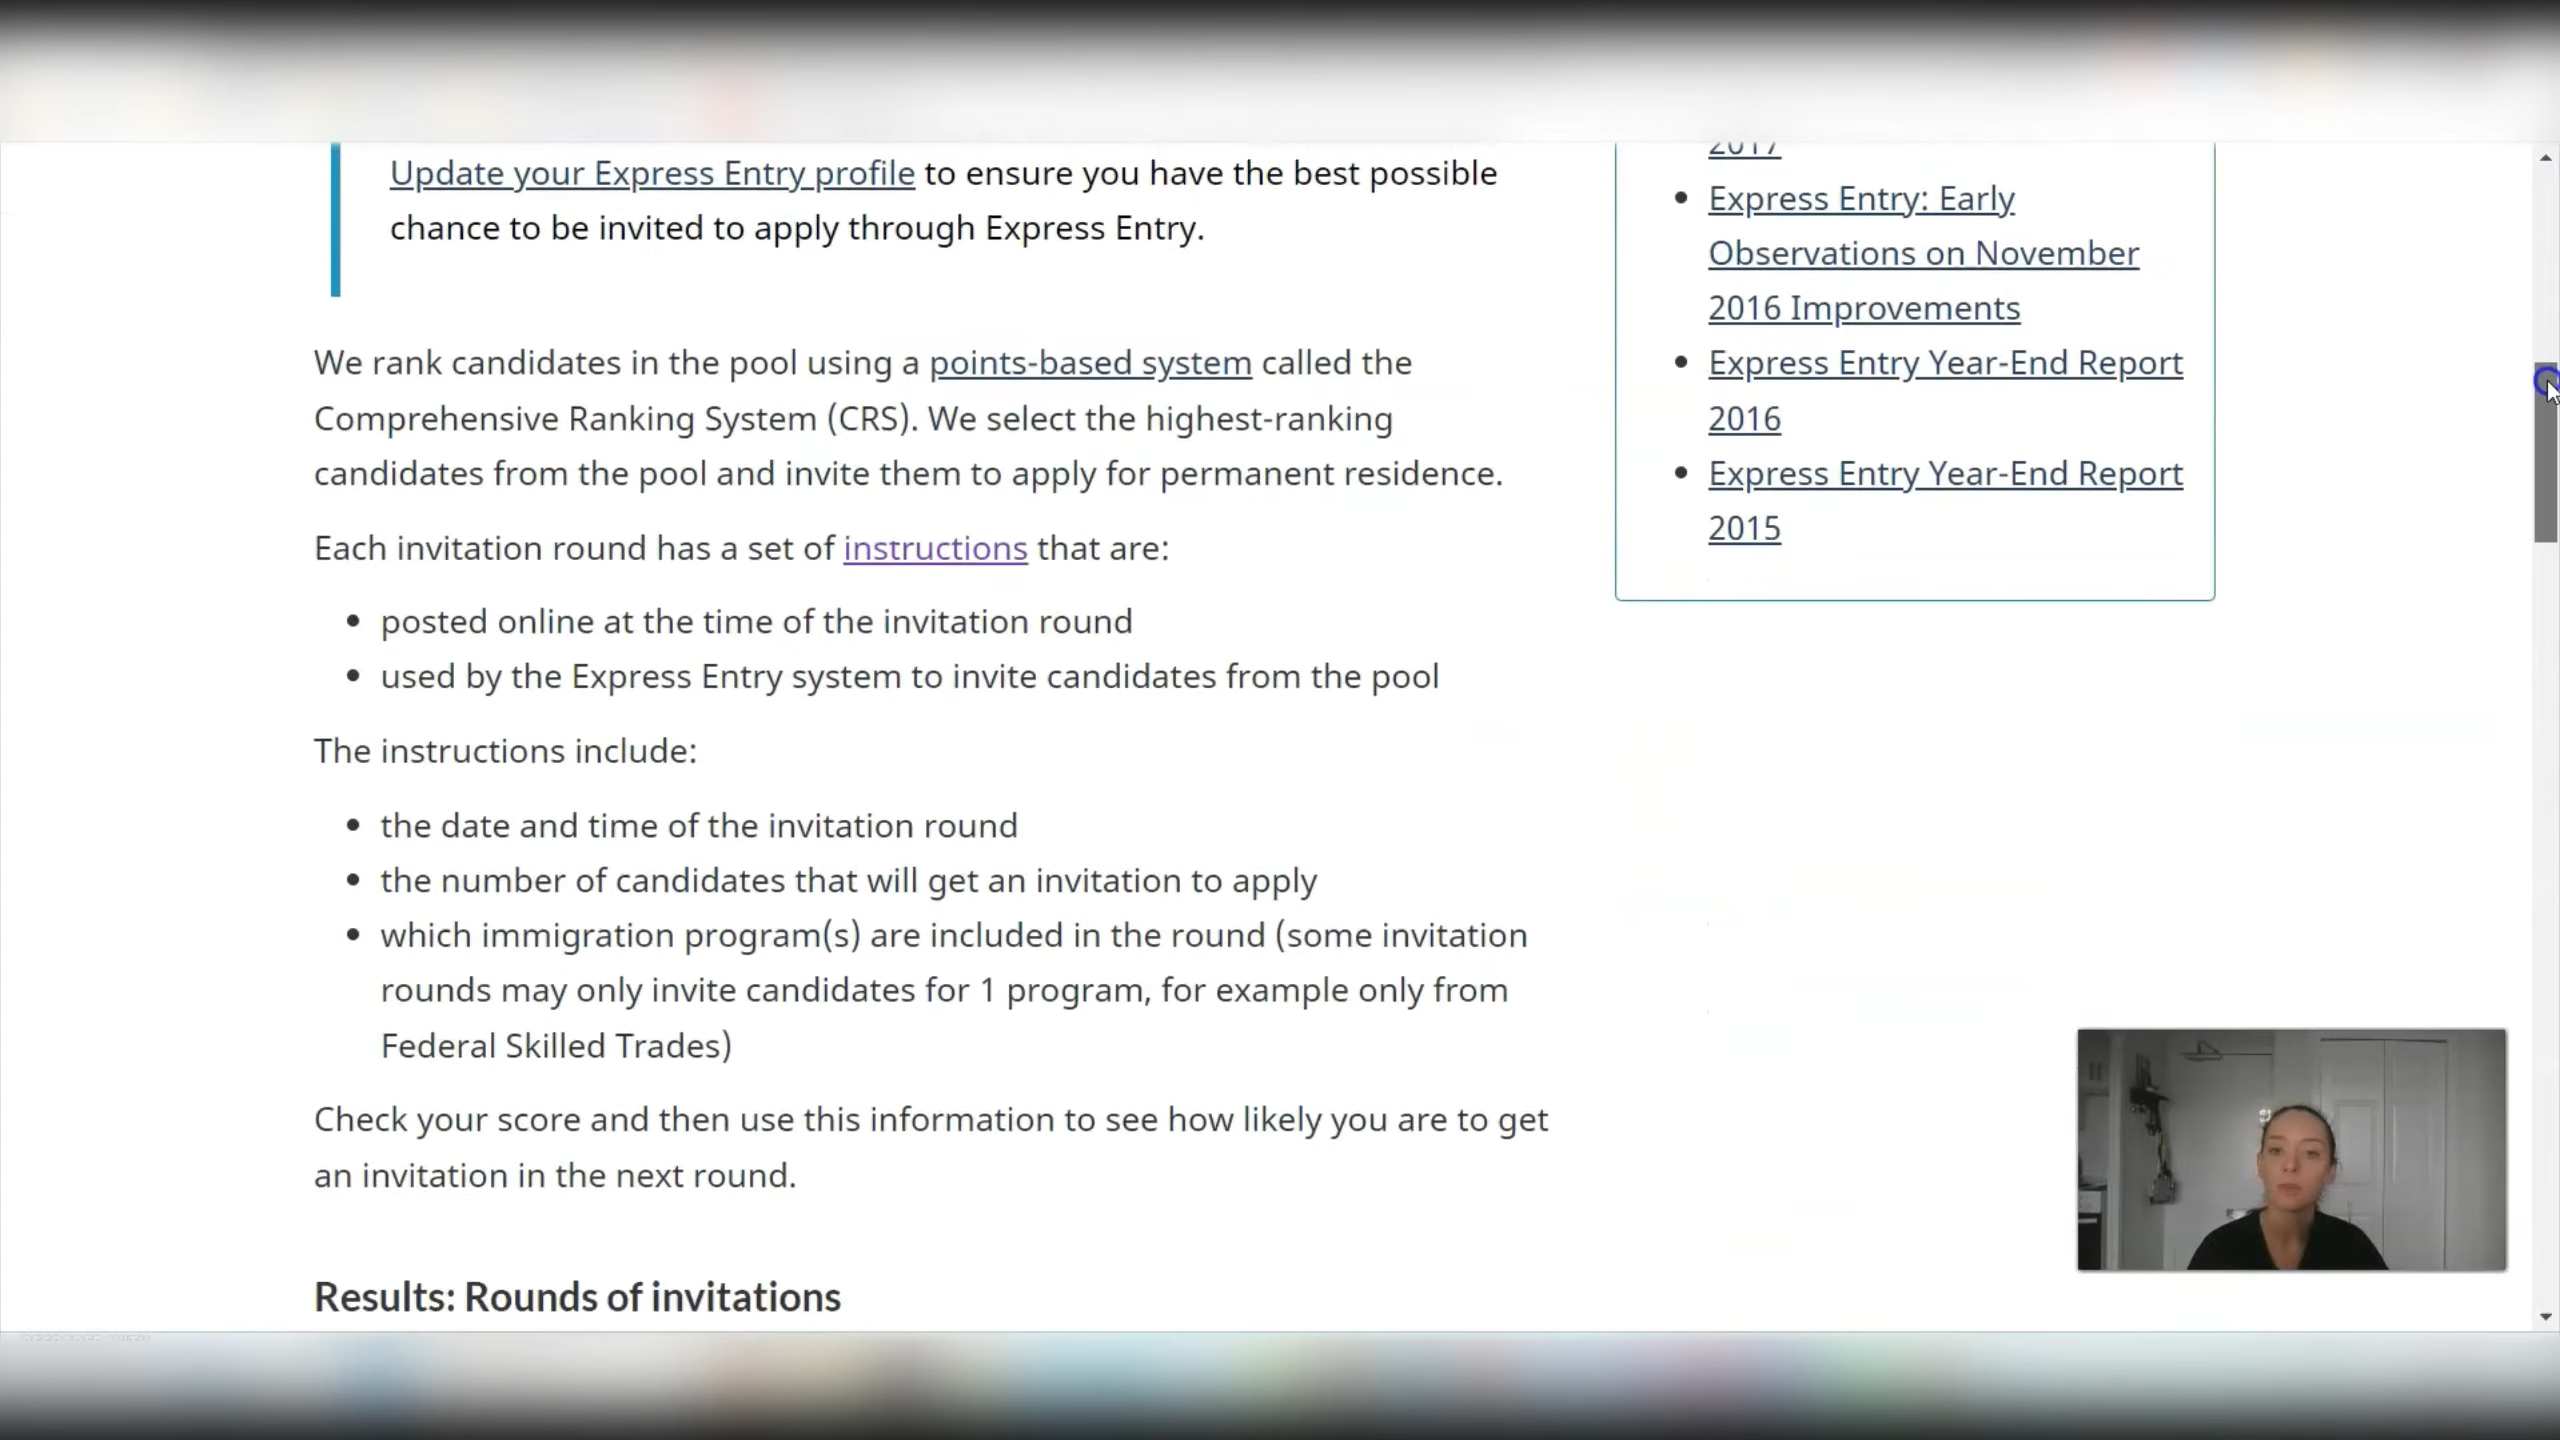 Update your Express Entry profile to ensure you have the best possible
chance to be invited to apply through Express Entry.
We rank candidates in the pool using a points-based system called the
Comprehensive Ranking System (CRS). We select the highest-ranking
candidates from the pool and invite them to apply for permanent residence.
Each invitation round has a set of instructions that are:
• posted online at the time of the invitation round
• used by the Express Entry system to invite candidates from the pool
The instructions include:
• the date and time of the invitation round
• the number of candidates that will get an invitation to apply
• which immigration program(s) are included in the round (some invitation
rounds may only invite candidates for 1 program, for example only from
Federal Skilled Trades)
Check your score and then use this information to see how likely you are to get
an invitation in the next round.
Results: Rounds of invitations
2017
• Express Entry: Early
Observations on November
2016 Improvements
• Express Entry Year-End Report
2016
• Express Entry Year-End Report
2015